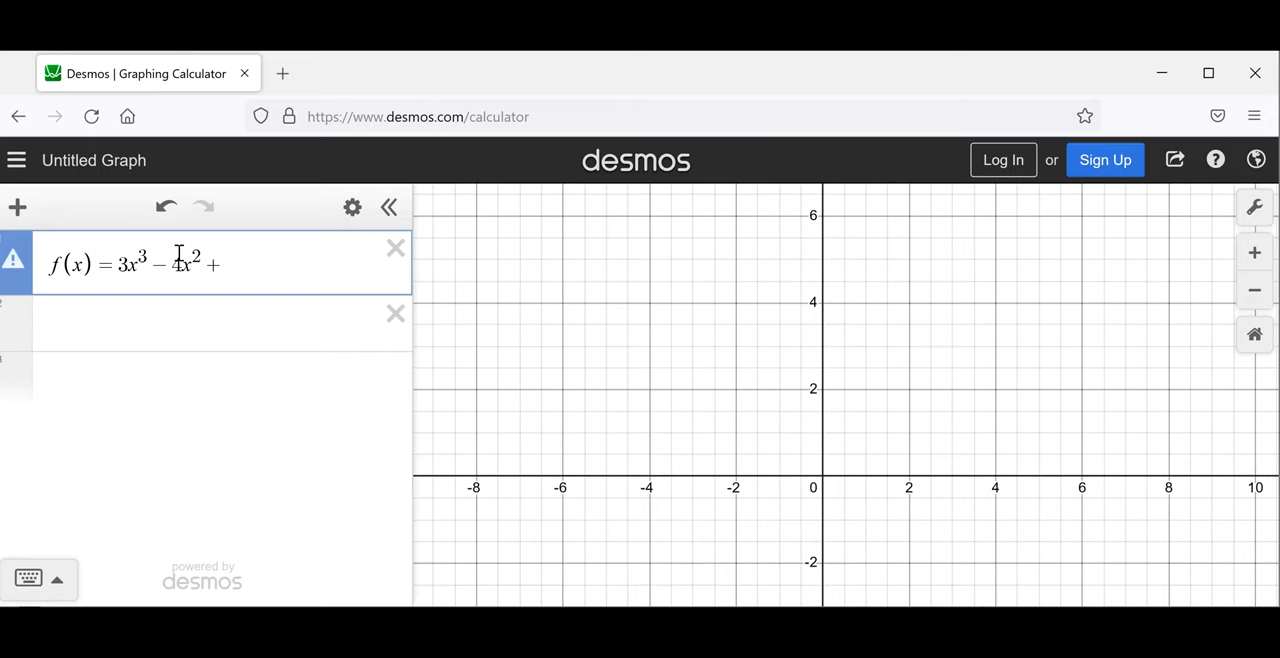 Desmos | Graphing Calculator
https://www.desmos.com/calculator
Untitled Graph
desmos
Log In or Sign Up
f(x) = 3x³ − 4x² +
2
powered by
desmos
6
4
2
-8 -6 -4 -2 0 2 4 6 8 10
-2